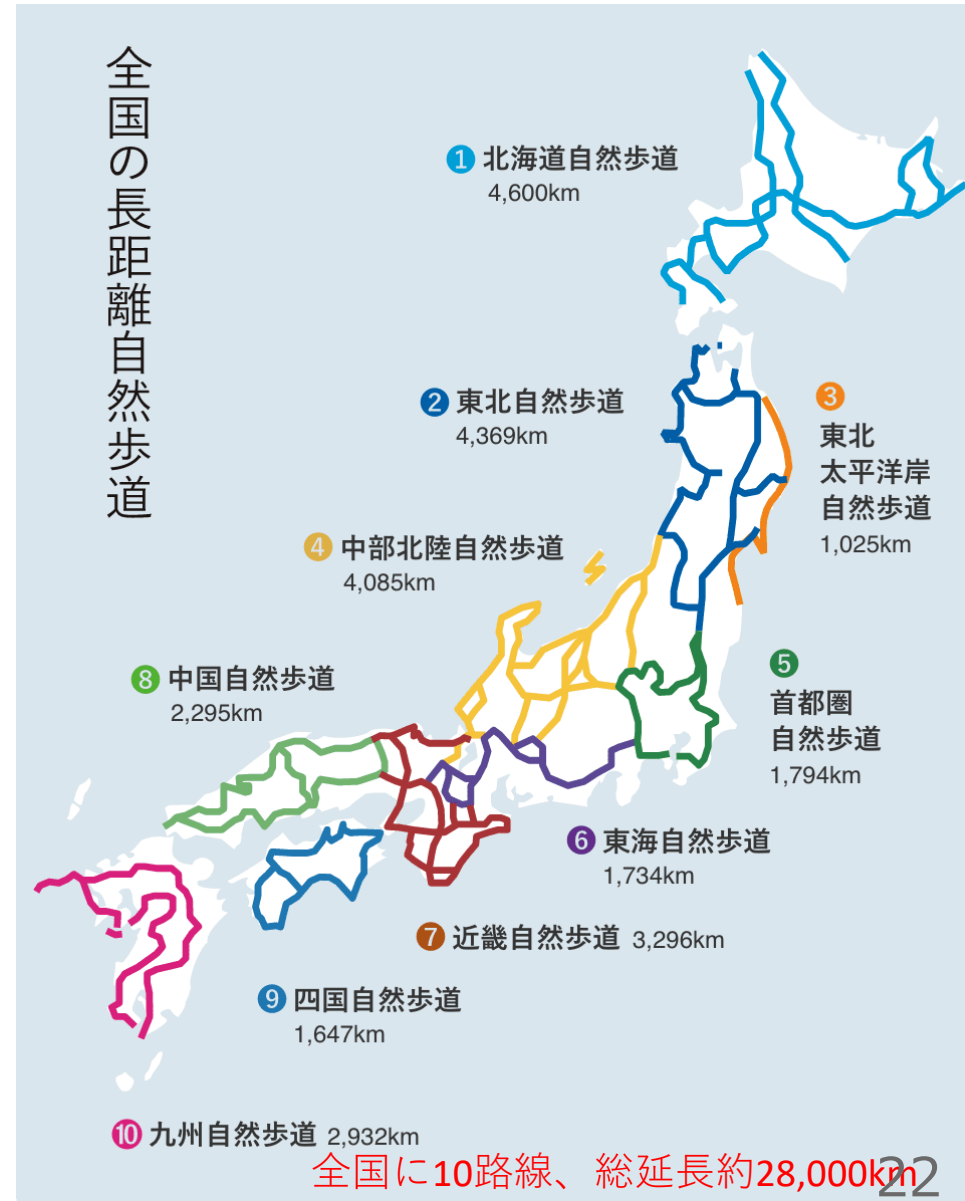 全国の長距離自然歩道
❶ 北海道自然歩道
4,600km
❷ 東北自然歩道
4,369km
❸
東北
太平洋岸
自然歩道
1,025km
❹ 中部北陸自然歩道
4,085km
❺
首都圏
自然歩道
1,794km
❽ 中国自然歩道
2,295km
❻ 東海自然歩道
1,734km
❼ 近畿自然歩道 3,296km
❾ 四国自然歩道
1,647km
❿ 九州自然歩道 2,932km
全国に10路線、総延長約28,000km
22